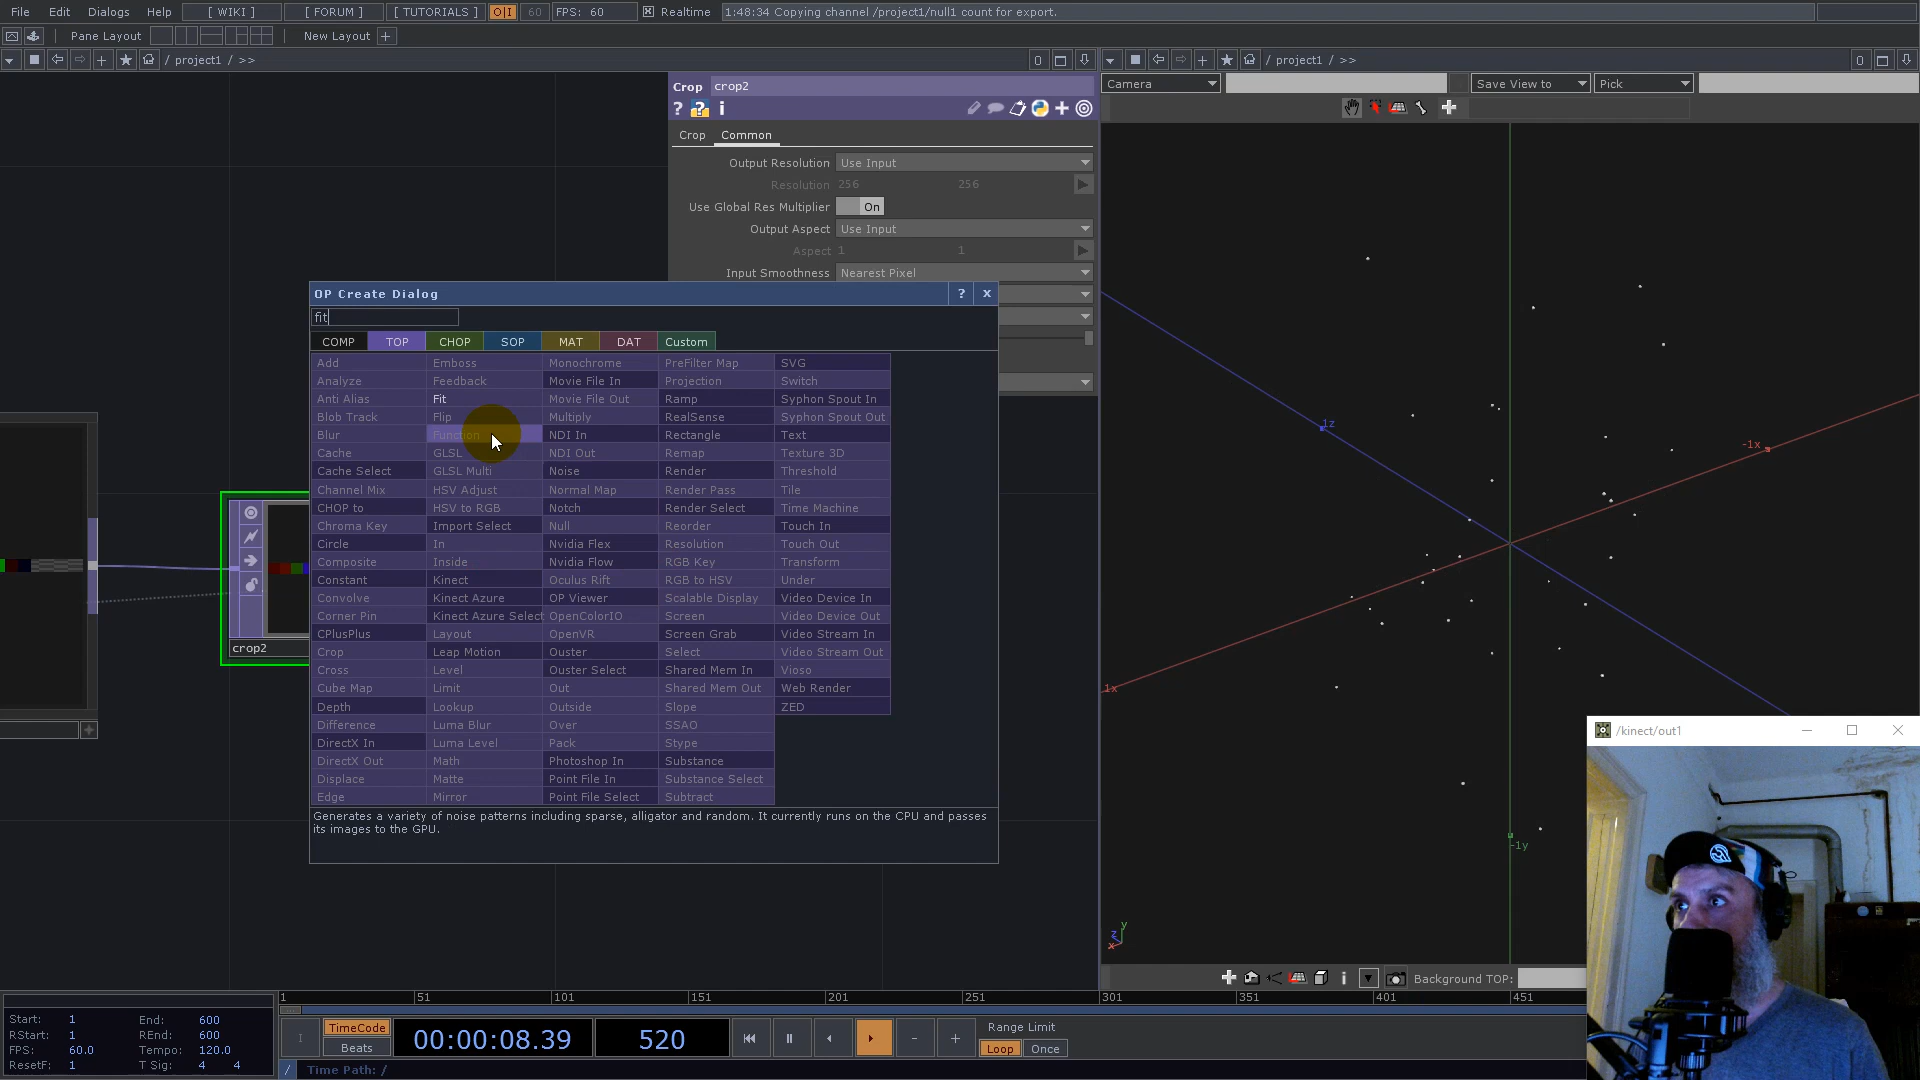 File Edit Dialogs Help [ WIKI ] [ FORUM ] [ TUTORIALS ] O|I 60 FPS: 60 Realtime 1:48:34 Copying channel /project1/null1 count for export.
Pane Layout New Layout +
/ project1 / >> 0 / project1 / >> 0
Crop crop2
Camera Save View to Pick
Crop Common
Output Resolution Use Input
Resolution 256 256
Use Global Res Multiplier On
Output Aspect Use Input
Aspect 1 1
Input Smoothness Nearest Pixel
OP Create Dialog ? x
fit
COMP TOP CHOP SOP MAT DAT Custom
Add Emboss Monochrome PreFilter Map SVG
Analyze Feedback Movie File In Projection Switch
Anti Alias Fit Movie File Out Ramp Syphon Spout In
Blob Track Flip Multiply RealSense Syphon Spout Out
Blur Function NDI In Rectangle Text
Cache GLSL NDI Out Remap Texture 3D
Cache Select GLSL Multi Noise Render Threshold
Channel Mix HSV Adjust Normal Map Render Pass Tile
CHOP to HSV to RGB Notch Render Select Time Machine
Chroma Key Import Select Null Reorder Touch In
Circle In Nvidia Flex Resolution Touch Out
Composite Inside Nvidia Flow RGB Key Transform
Constant Kinect Oculus Rift RGB to HSV Under
Convolve Kinect Azure OP Viewer Scalable Display Video Device In
Corner Pin Kinect Azure Select OpenColorIO Screen Video Device Out
CPlusPlus Layout OpenVR Screen Grab Video Stream In
Crop Leap Motion Ouster Select Video Stream Out
Cross Level Ouster Select Shared Mem In Vioso
Cube Map Limit Out Shared Mem Out Web Render
Depth Lookup Outside Slope ZED
Difference Luma Blur Over SSAO
DirectX In Luma Level Pack Stype
DirectX Out Math Photoshop In Substance
Displace Matte Point File In Substance Select
Edge Mirror Point File Select Subtract
Generates a variety of noise patterns including sparse, alligator and random. It currently runs on the CPU and passes
its images to the GPU.
crop2
1z
-1x
1x
-1y
y
z
x
/kinect/out1
Background TOP:
1 51 101 151 201 251 301 351 401 451
Start: 1 End: 600
RStart: 1 REnd: 600
FPS: 60.0 Tempo: 120.0
ResetF: 1 T Sig: 4 4
TimeCode
Beats
00:00:08.39 520
Range Limit
Loop Once
/ Time Path: /